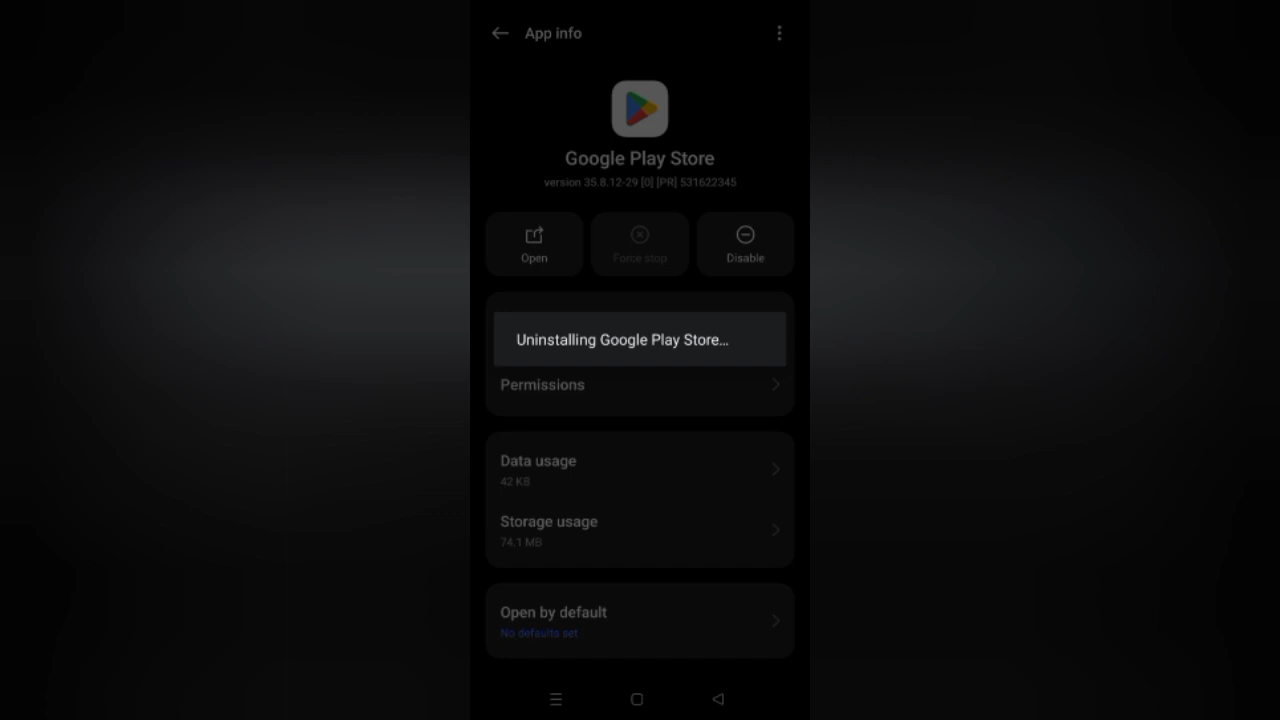 App info
Google Play Store
version 35.8.12-29 [0] [PR] 531622345
Open
Force stop
Disable
Uninstalling Google Play Store...
Permissions
Data usage
42 KB
Storage usage
74.1 MB
Open by default
No defaults set